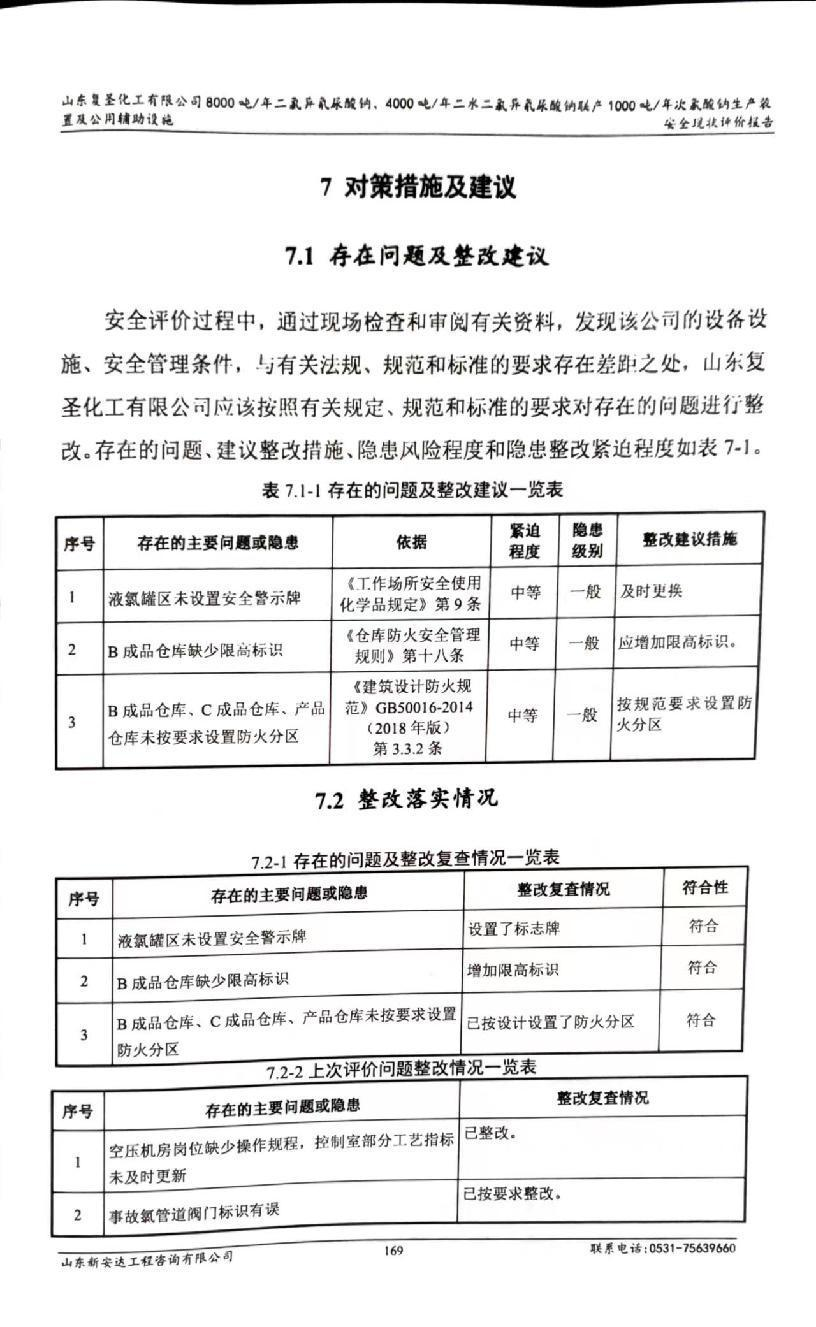 山东复圣化工有限公司8000吨/年二氯异氰尿酸钠、4000吨/年二水二氯异氰尿酸钠联产1000吨/年次氯酸钠生产装
置及公用辅助设施 安全现状评价报告
7 对策措施及建议
7.1 存在问题及整改建议
安全评价过程中，通过现场检查和审阅有关资料，发现该公司的设备设
施、安全管理条件，与有关法规、规范和标准的要求存在差距之处，山东复
圣化工有限公司应该按照有关规定、规范和标准的要求对存在的问题进行整
改。存在的问题、建议整改措施、隐患风险程度和隐患整改紧迫程度如表 7-1。
表 7.1-1 存在的问题及整改建议一览表
序号 存在的主要问题或隐患 依据 紧迫程度 隐患级别 整改建议措施
1 液氯罐区未设置安全警示牌 《工作场所安全使用化学品规定》第 9 条 中等 一般 及时更换
2 B 成品仓库缺少限高标识 《仓库防火安全管理规则》第十八条 中等 一般 应增加限高标识。
3 B 成品仓库、C 成品仓库、产品仓库未按要求设置防火分区 《建筑设计防火规范》GB50016-2014（2018 年版）第 3.3.2 条 中等 一般 按规范要求设置防火分区
7.2 整改落实情况
7.2-1 存在的问题及整改复查情况一览表
序号 存在的主要问题或隐患 整改复查情况 符合性
1 液氯罐区未设置安全警示牌 设置了标志牌 符合
2 B 成品仓库缺少限高标识 增加限高标识 符合
3 B 成品仓库、C 成品仓库、产品仓库未按要求设置防火分区 已按设计设置了防火分区 符合
7.2-2 上次评价问题整改情况一览表
序号 存在的主要问题或隐患 整改复查情况
1 空压机房岗位缺少操作规程，控制室部分工艺指标未及时更新 已整改。
2 事故氯管道阀门标识有误 已按要求整改。
山东新安达工程咨询有限公司 169 联系电话:0531-75639660